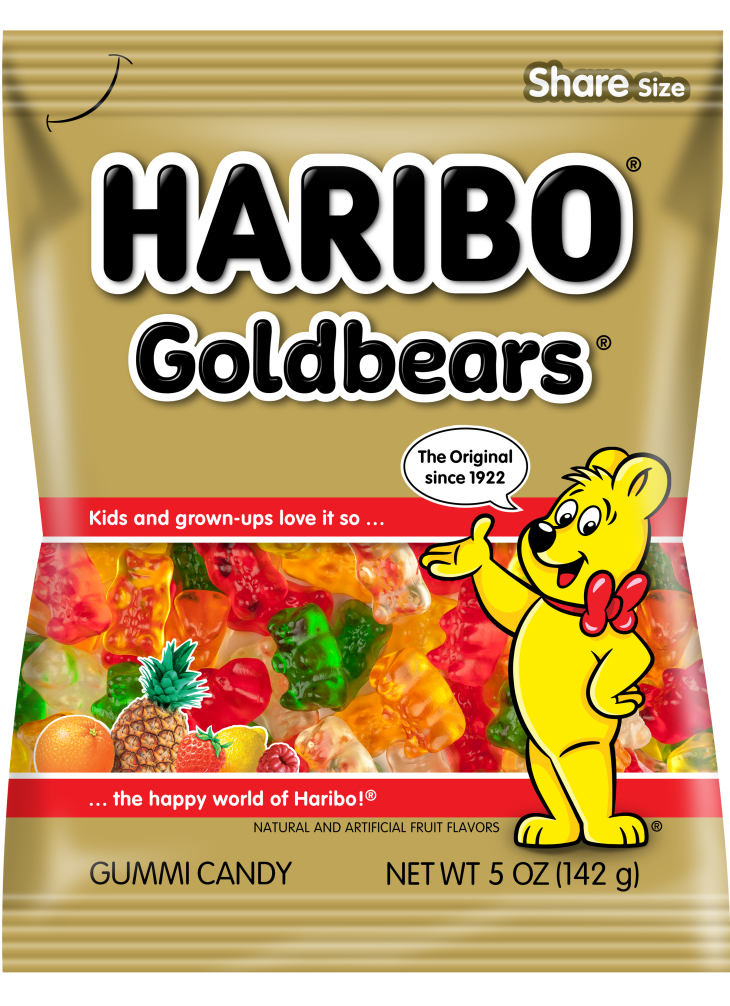 Share Size
HARIBO®
Goldbears®
The Original
since 1922
Kids and grown-ups love it so ...
... the happy world of Haribo!®
NATURAL AND ARTIFICIAL FRUIT FLAVORS
®
GUMMI CANDY NET WT 5 OZ (142 g)